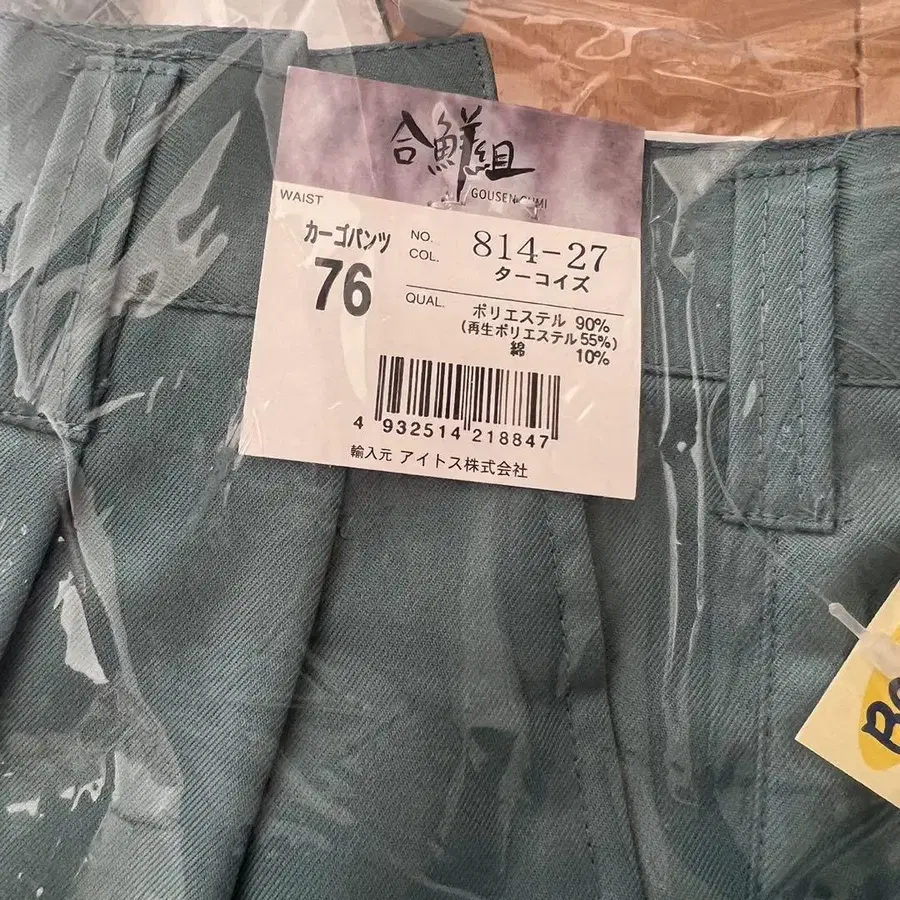 合鮮組
GOUSEN GUMI
WAIST
カーゴパンツ
76
NO. 814-27
COL. ターコイズ
QUAL. ポリエステル 90%
(再生ポリエステル 55%)
綿 10%
4 932514 218847
輸入元 アイトス株式会社